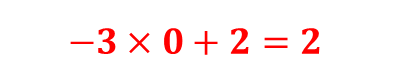 −3 × 0 + 2 = 2